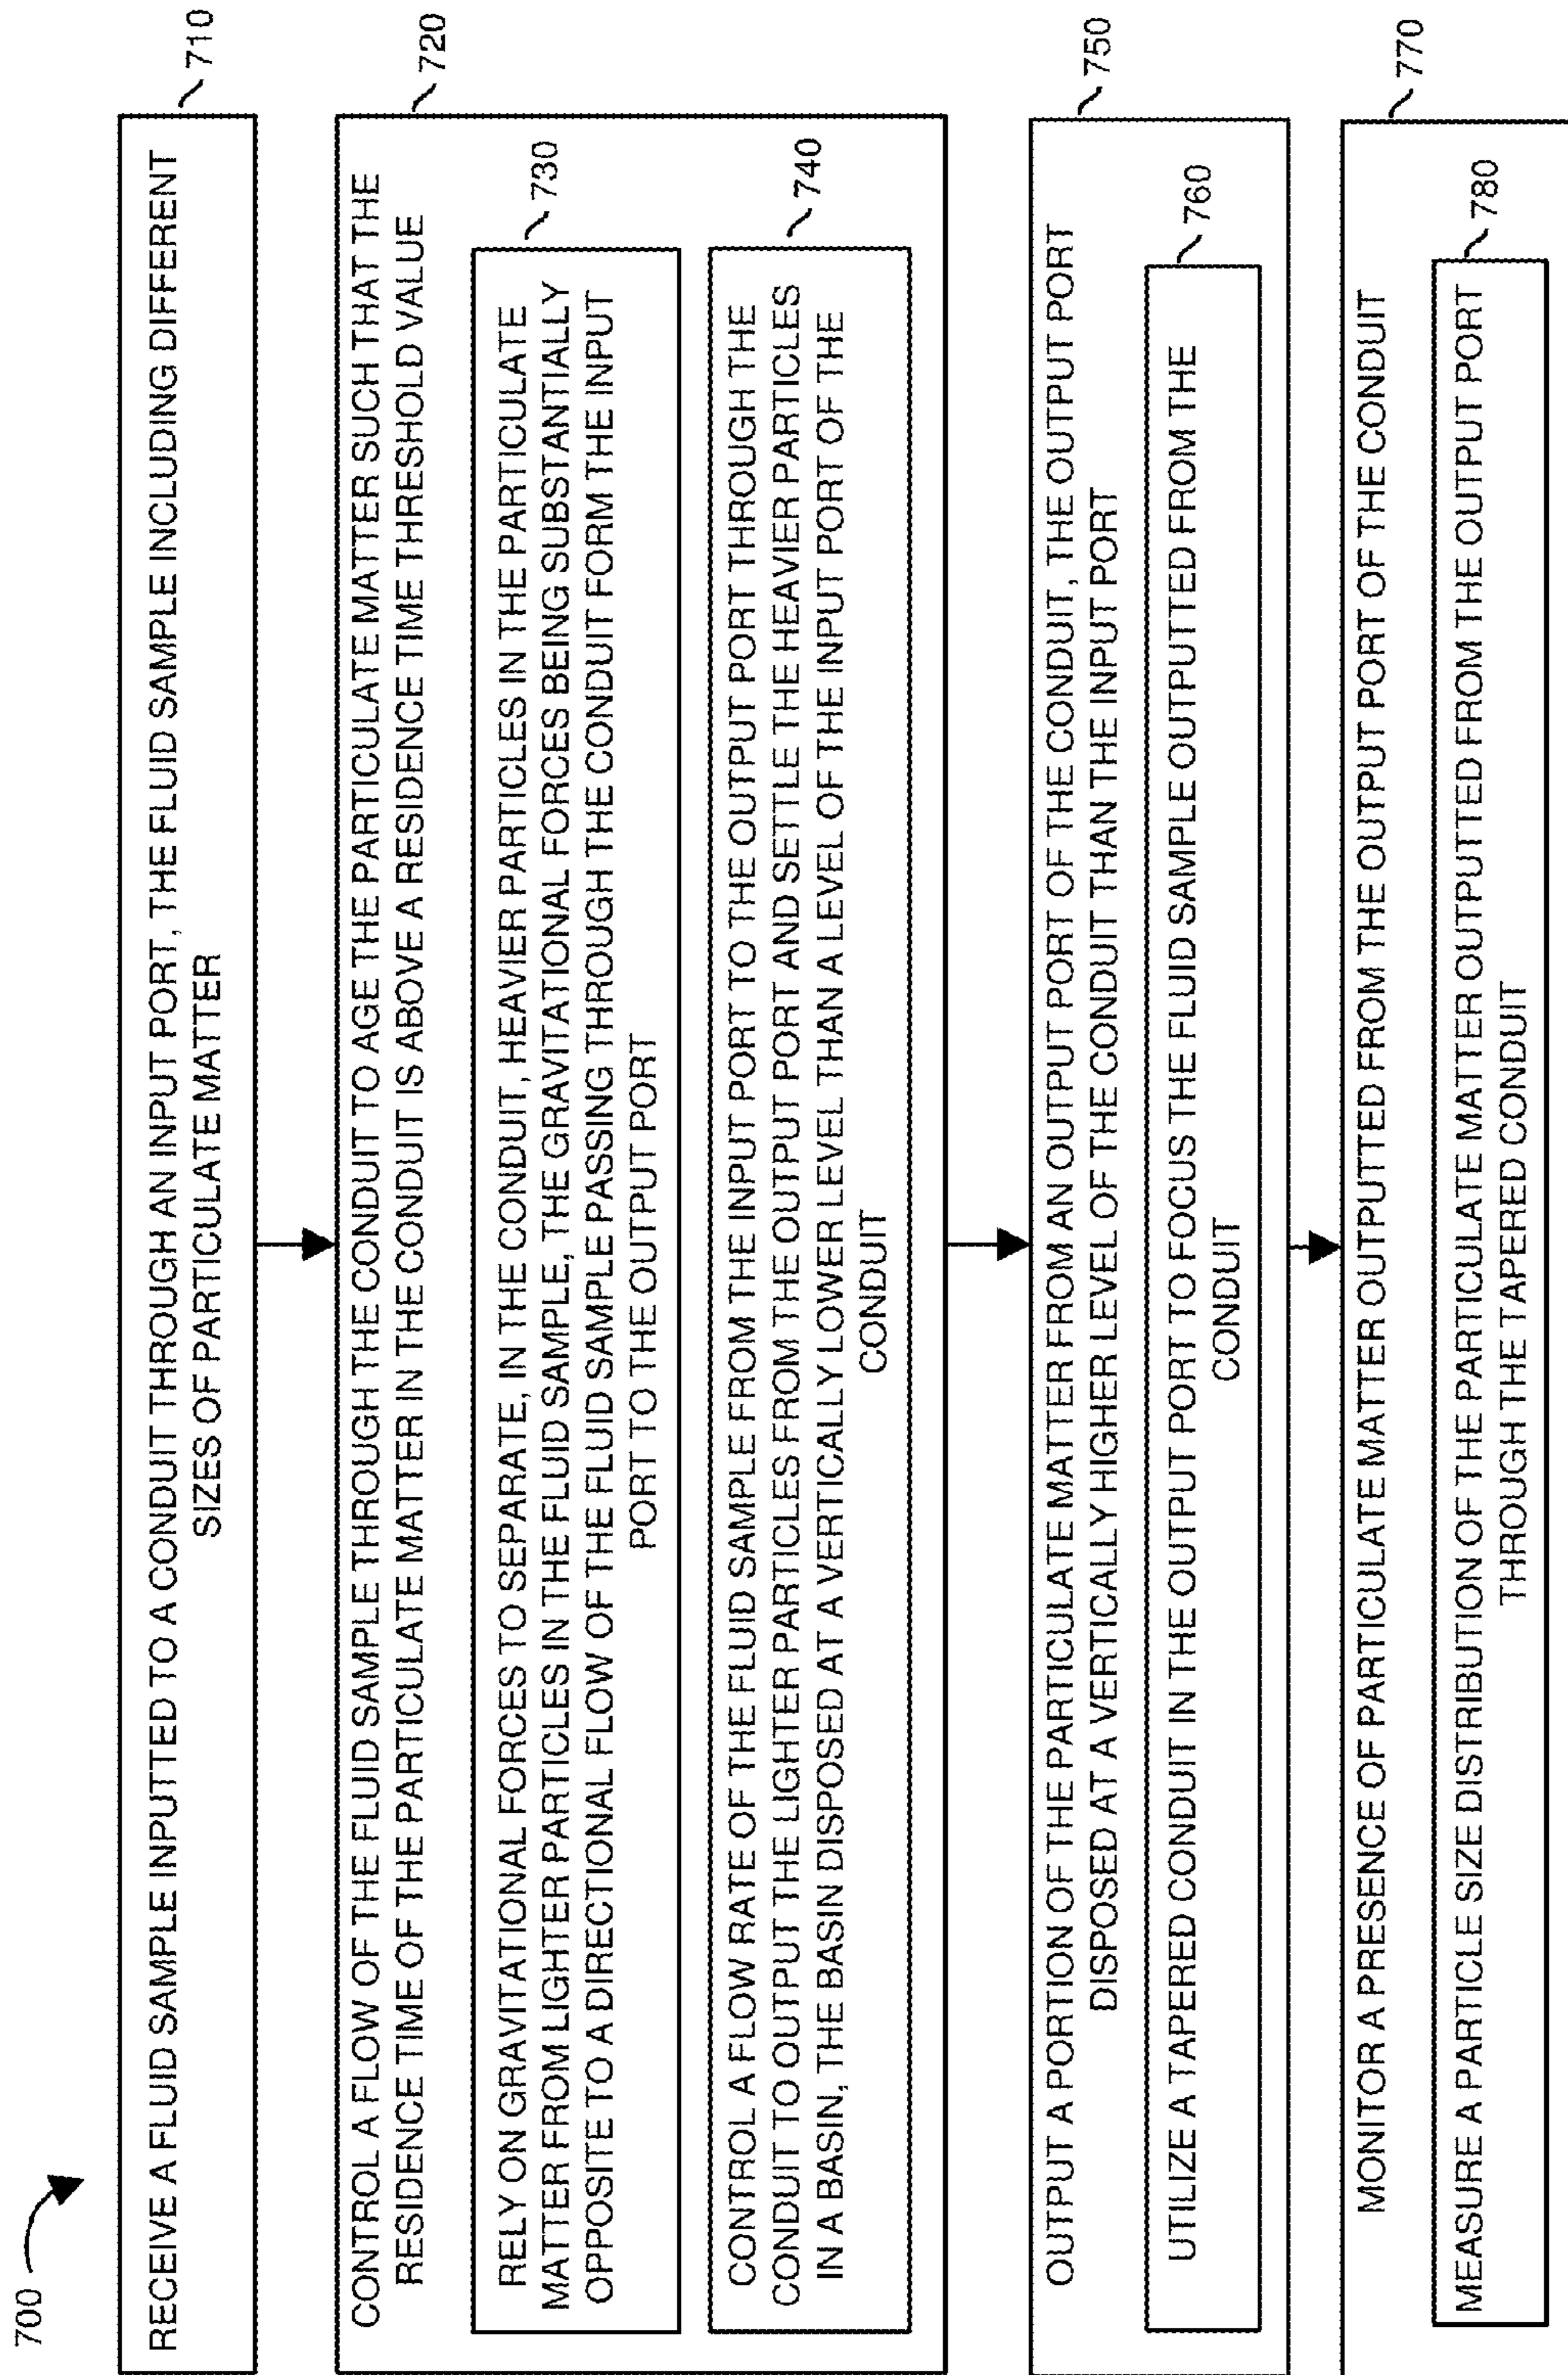 700
RECEIVE A FLUID SAMPLE INPUTTED TO A CONDUIT THROUGH AN INPUT PORT, THE FLUID SAMPLE INCLUDING DIFFERENT
SIZES OF PARTICULATE MATTER
710
CONTROL A FLOW OF THE FLUID SAMPLE THROUGH THE CONDUIT TO AGE THE PARTICULATE MATTER SUCH THAT THE
RESIDENCE TIME OF THE PARTICULATE MATTER IN THE CONDUIT IS ABOVE A RESIDENCE TIME THRESHOLD VALUE
720
RELY ON GRAVITATIONAL FORCES TO SEPARATE, IN THE CONDUIT, HEAVIER PARTICLES IN THE PARTICULATE
MATTER FROM LIGHTER PARTICLES IN THE FLUID SAMPLE, THE GRAVITATIONAL FORCES BEING SUBSTANTIALLY
OPPOSITE TO A DIRECTIONAL FLOW OF THE FLUID SAMPLE PASSING THROUGH THE CONDUIT FORM THE INPUT
PORT TO THE OUTPUT PORT
730
CONTROL A FLOW RATE OF THE FLUID SAMPLE FROM THE INPUT PORT TO THE OUTPUT PORT THROUGH THE
CONDUIT TO OUTPUT THE LIGHTER PARTICLES FROM THE OUTPUT PORT AND SETTLE THE HEAVIER PARTICLES
IN A BASIN, THE BASIN DISPOSED AT A VERTICALLY LOWER LEVEL THAN A LEVEL OF THE INPUT PORT OF THE
CONDUIT
740
OUTPUT A PORTION OF THE PARTICULATE MATTER FROM AN OUTPUT PORT OF THE CONDUIT, THE OUTPUT PORT
DISPOSED AT A VERTICALLY HIGHER LEVEL OF THE CONDUIT THAN THE INPUT PORT
750
UTILIZE A TAPERED CONDUIT IN THE OUTPUT PORT TO FOCUS THE FLUID SAMPLE OUTPUTTED FROM THE
CONDUIT
760
MONITOR A PRESENCE OF PARTICULATE MATTER OUTPUTTED FROM THE OUTPUT PORT OF THE CONDUIT
770
MEASURE A PARTICLE SIZE DISTRIBUTION OF THE PARTICULATE MATTER OUTPUTTED FROM THE OUTPUT PORT
THROUGH THE TAPERED CONDUIT
780